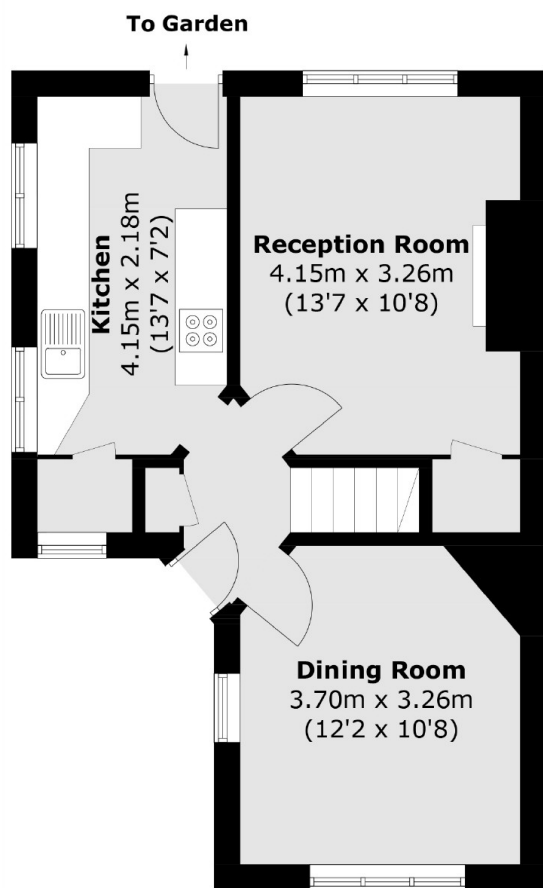 To Garden
Kitchen
4.15m x 2.18m
(13'7 x 7'2)
Reception Room
4.15m x 3.26m
(13'7 x 10'8)
Dining Room
3.70m x 3.26m
(12'2 x 10'8)